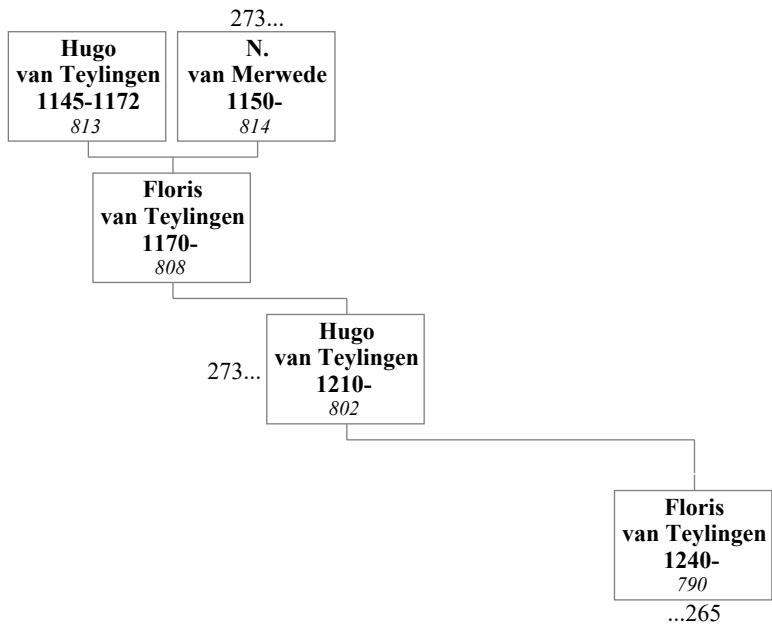 273...
Hugo
van Teylingen
1145-1172
813
N.
van Merwede
1150-
814
Floris
van Teylingen
1170-
808
273...
Hugo
van Teylingen
1210-
802
Floris
van Teylingen
1240-
790
...265